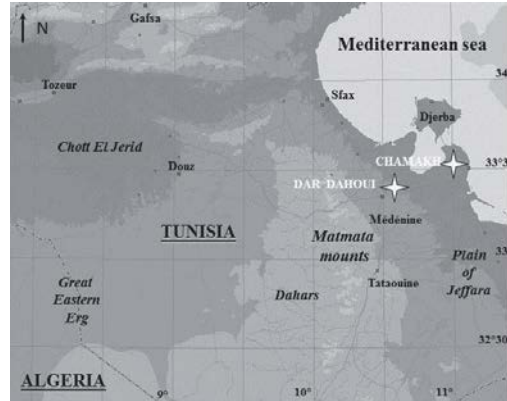 Gafsa
N
Mediterranean sea
34
Tozeur
Sfax
Djerba
Chott El Jerid
CHAMAKH
33°3
Douz
DAR DAHOUI
TUNISIA
Médénine
Matmata
mounts
Plain
of
Jeffara
33
Great
Eastern
Erg
Dahars
Tataouine
32°30
ALGERIA
9°
10°
11°